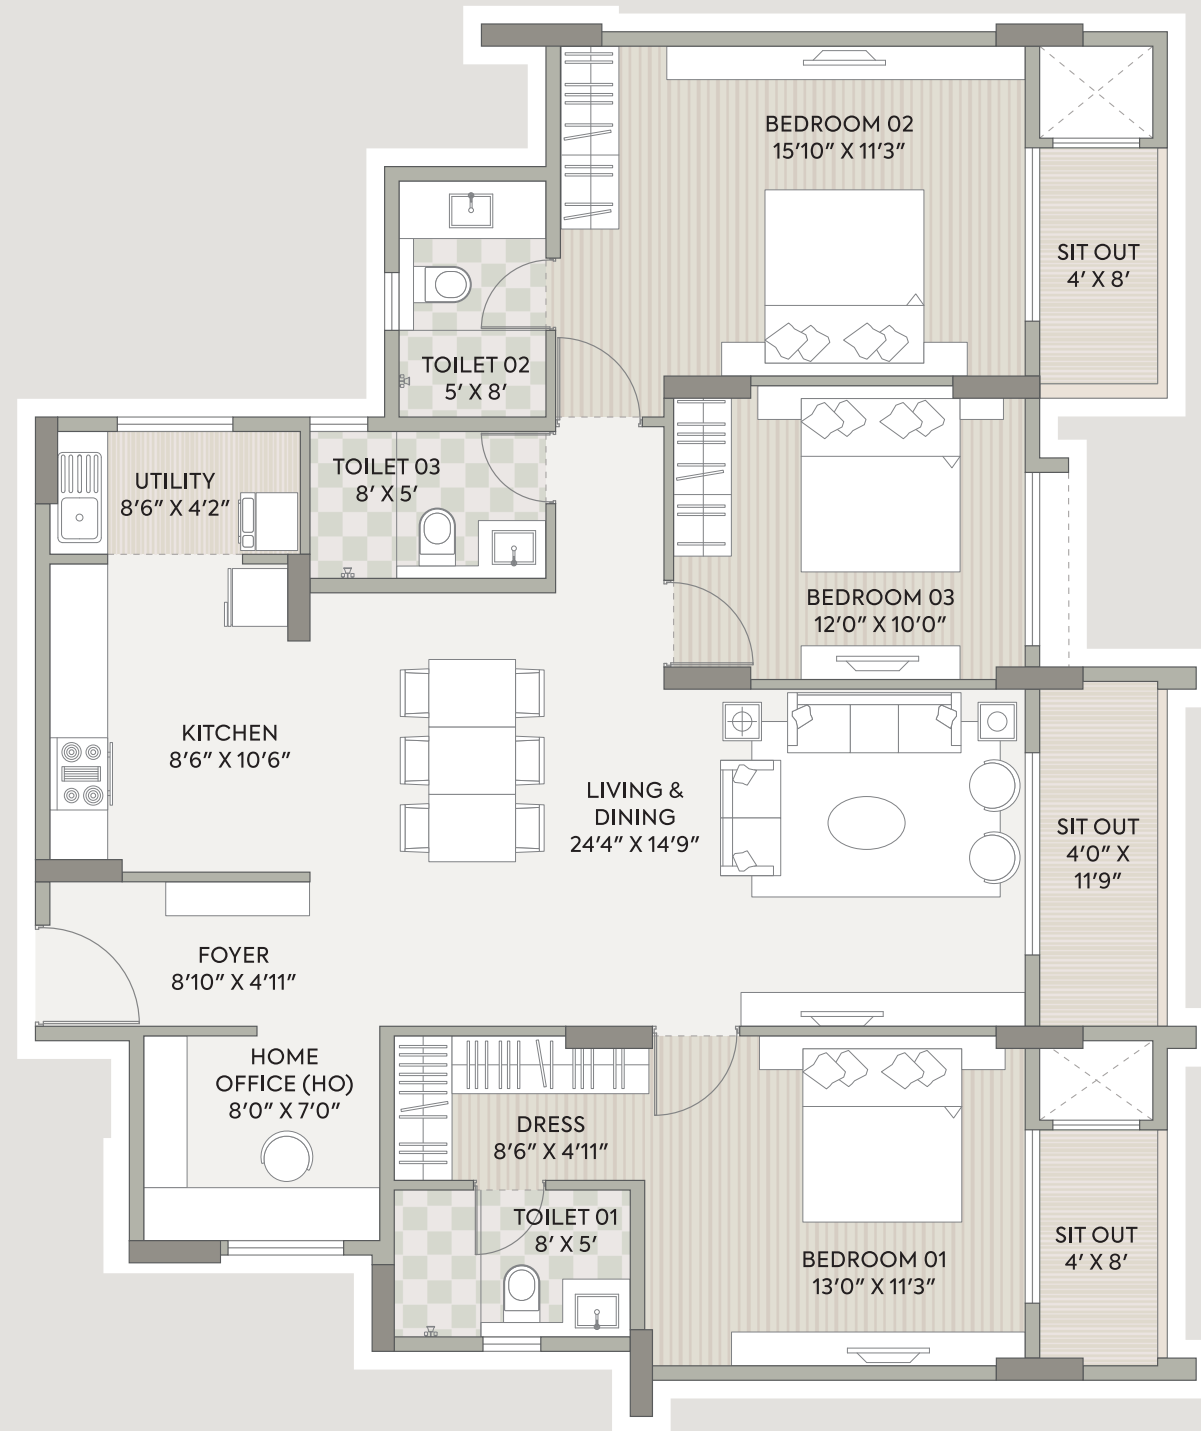 BEDROOM 02
15'10" X 11'3"
SIT OUT
4' X 8'
TOILET 02
5' X 8'
TOILET 03
8' X 5'
UTILITY
8'6" X 4'2"
BEDROOM 03
12'0" X 10'0"
KITCHEN
8'6" X 10'6"
LIVING &
DINING
24'4" X 14'9"
SIT OUT
4'0" X
11'9"
FOYER
8'10" X 4'11"
HOME
OFFICE (HO)
8'0" X 7'0"
DRESS
8'6" X 4'11"
TOILET 01
8' X 5'
BEDROOM 01
13'0" X 11'3"
SIT OUT
4' X 8'